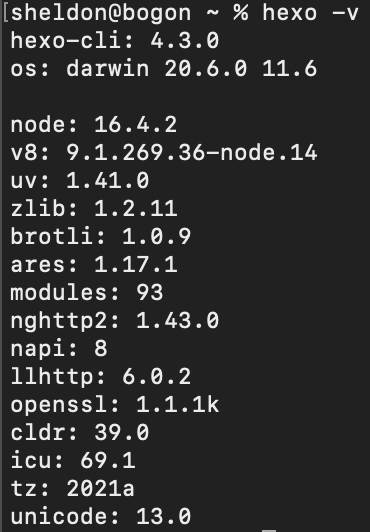 [sheldon@bogon ~ % hexo -v
hexo-cli: 4.3.0
os: darwin 20.6.0 11.6
node: 16.4.2
v8: 9.1.269.36-node.14
uv: 1.41.0
zlib: 1.2.11
brotli: 1.0.9
ares: 1.17.1
modules: 93
nghttp2: 1.43.0
napi: 8
llhttp: 6.0.2
openssl: 1.1.1k
cldr: 39.0
icu: 69.1
tz: 2021a
unicode: 13.0